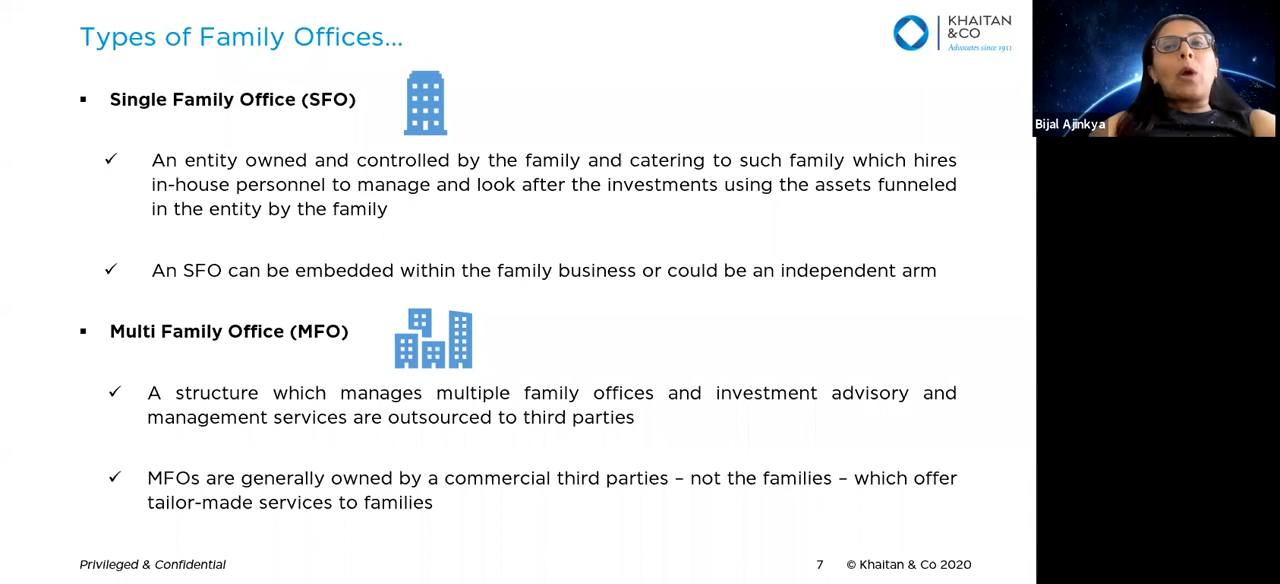 Types of Family Offices...
KHAITAN
&CO
Advocates since 1911
Bijal Ajinkya
▪ Single Family Office (SFO)
✓ An entity owned and controlled by the family and catering to such family which hires
in-house personnel to manage and look after the investments using the assets funneled
in the entity by the family
✓ An SFO can be embedded within the family business or could be an independent arm
▪ Multi Family Office (MFO)
✓ A structure which manages multiple family offices and investment advisory and
management services are outsourced to third parties
✓ MFOs are generally owned by a commercial third parties – not the families – which offer
tailor-made services to families
Privileged & Confidential
7
© Khaitan & Co 2020